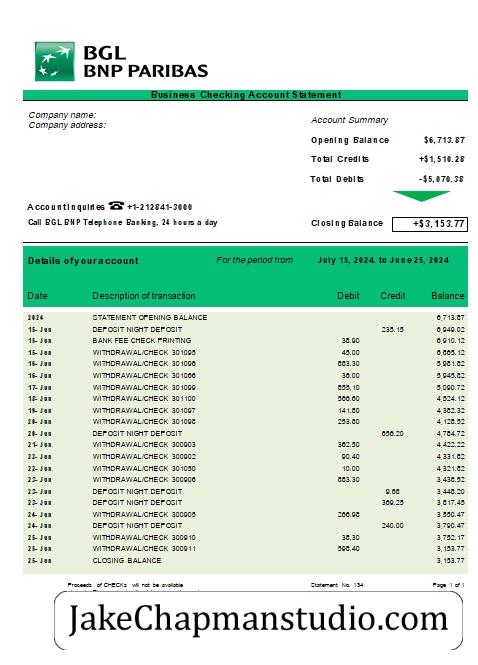 BGL
BNP PARIBAS
Business Checking Account Statement
Company name:
Company address:
Account Summary
Opening Balance $6,713.87
Total Credits +$1,510.28
Total Debits -$5,070.38
Account Inquiries ☎ +1-212841-3000
Call BGL BNP Telephone Banking, 24 hours a day
Closing Balance +$3,153.77
Details of your account For the period from July 15, 2024, to June 25, 2024
Date Description of transaction Debit Credit Balance
2024 STATEMENT OPENING BALANCE 6,713.87
15- Jun DEPOSIT NIGHT DEPOSIT 235.15 6,949.02
15- Jun BANK FEE CHECK PRINTING 38.90 6,910.12
15- Jun WITHDRAWAL/CHECK 301095 45.00 6,865.12
16- Jun WITHDRAWAL/CHECK 301096 883.30 5,981.82
16- Jun WITHDRAWAL/CHECK 301066 36.00 5,945.82
17- Jun WITHDRAWAL/CHECK 301099 855.10 5,090.72
18- Jun WITHDRAWAL/CHECK 301100 566.60 4,524.12
19- Jun WITHDRAWAL/CHECK 301097 141.80 4,382.32
20- Jun WITHDRAWAL/CHECK 301098 253.80 4,128.52
20- Jun DEPOSIT NIGHT DEPOSIT 656.20 4,784.72
21- Jun WITHDRAWAL/CHECK 300903 362.50 4,422.22
22- Jun WITHDRAWAL/CHECK 300902 90.40 4,331.82
22- Jun WITHDRAWAL/CHECK 301050 10.00 4,321.82
22- Jun WITHDRAWAL/CHECK 300906 883.30 3,438.52
23- Jun DEPOSIT NIGHT DEPOSIT 9.68 3,448.20
23- Jun DEPOSIT NIGHT DEPOSIT 369.25 3,817.45
24- Jun WITHDRAWAL/CHECK 300905 266.98 3,550.47
24- Jun DEPOSIT NIGHT DEPOSIT 240.00 3,790.47
25- Jun WITHDRAWAL/CHECK 300910 38.30 3,752.17
25- Jun WITHDRAWAL/CHECK 300911 598.40 3,153.77
25- Jun CLOSING BALANCE 3,153.77
Proceeds of CHECKs will not be available Statement No. 134 Page 1 of 1
JakeChapmanstudio.com